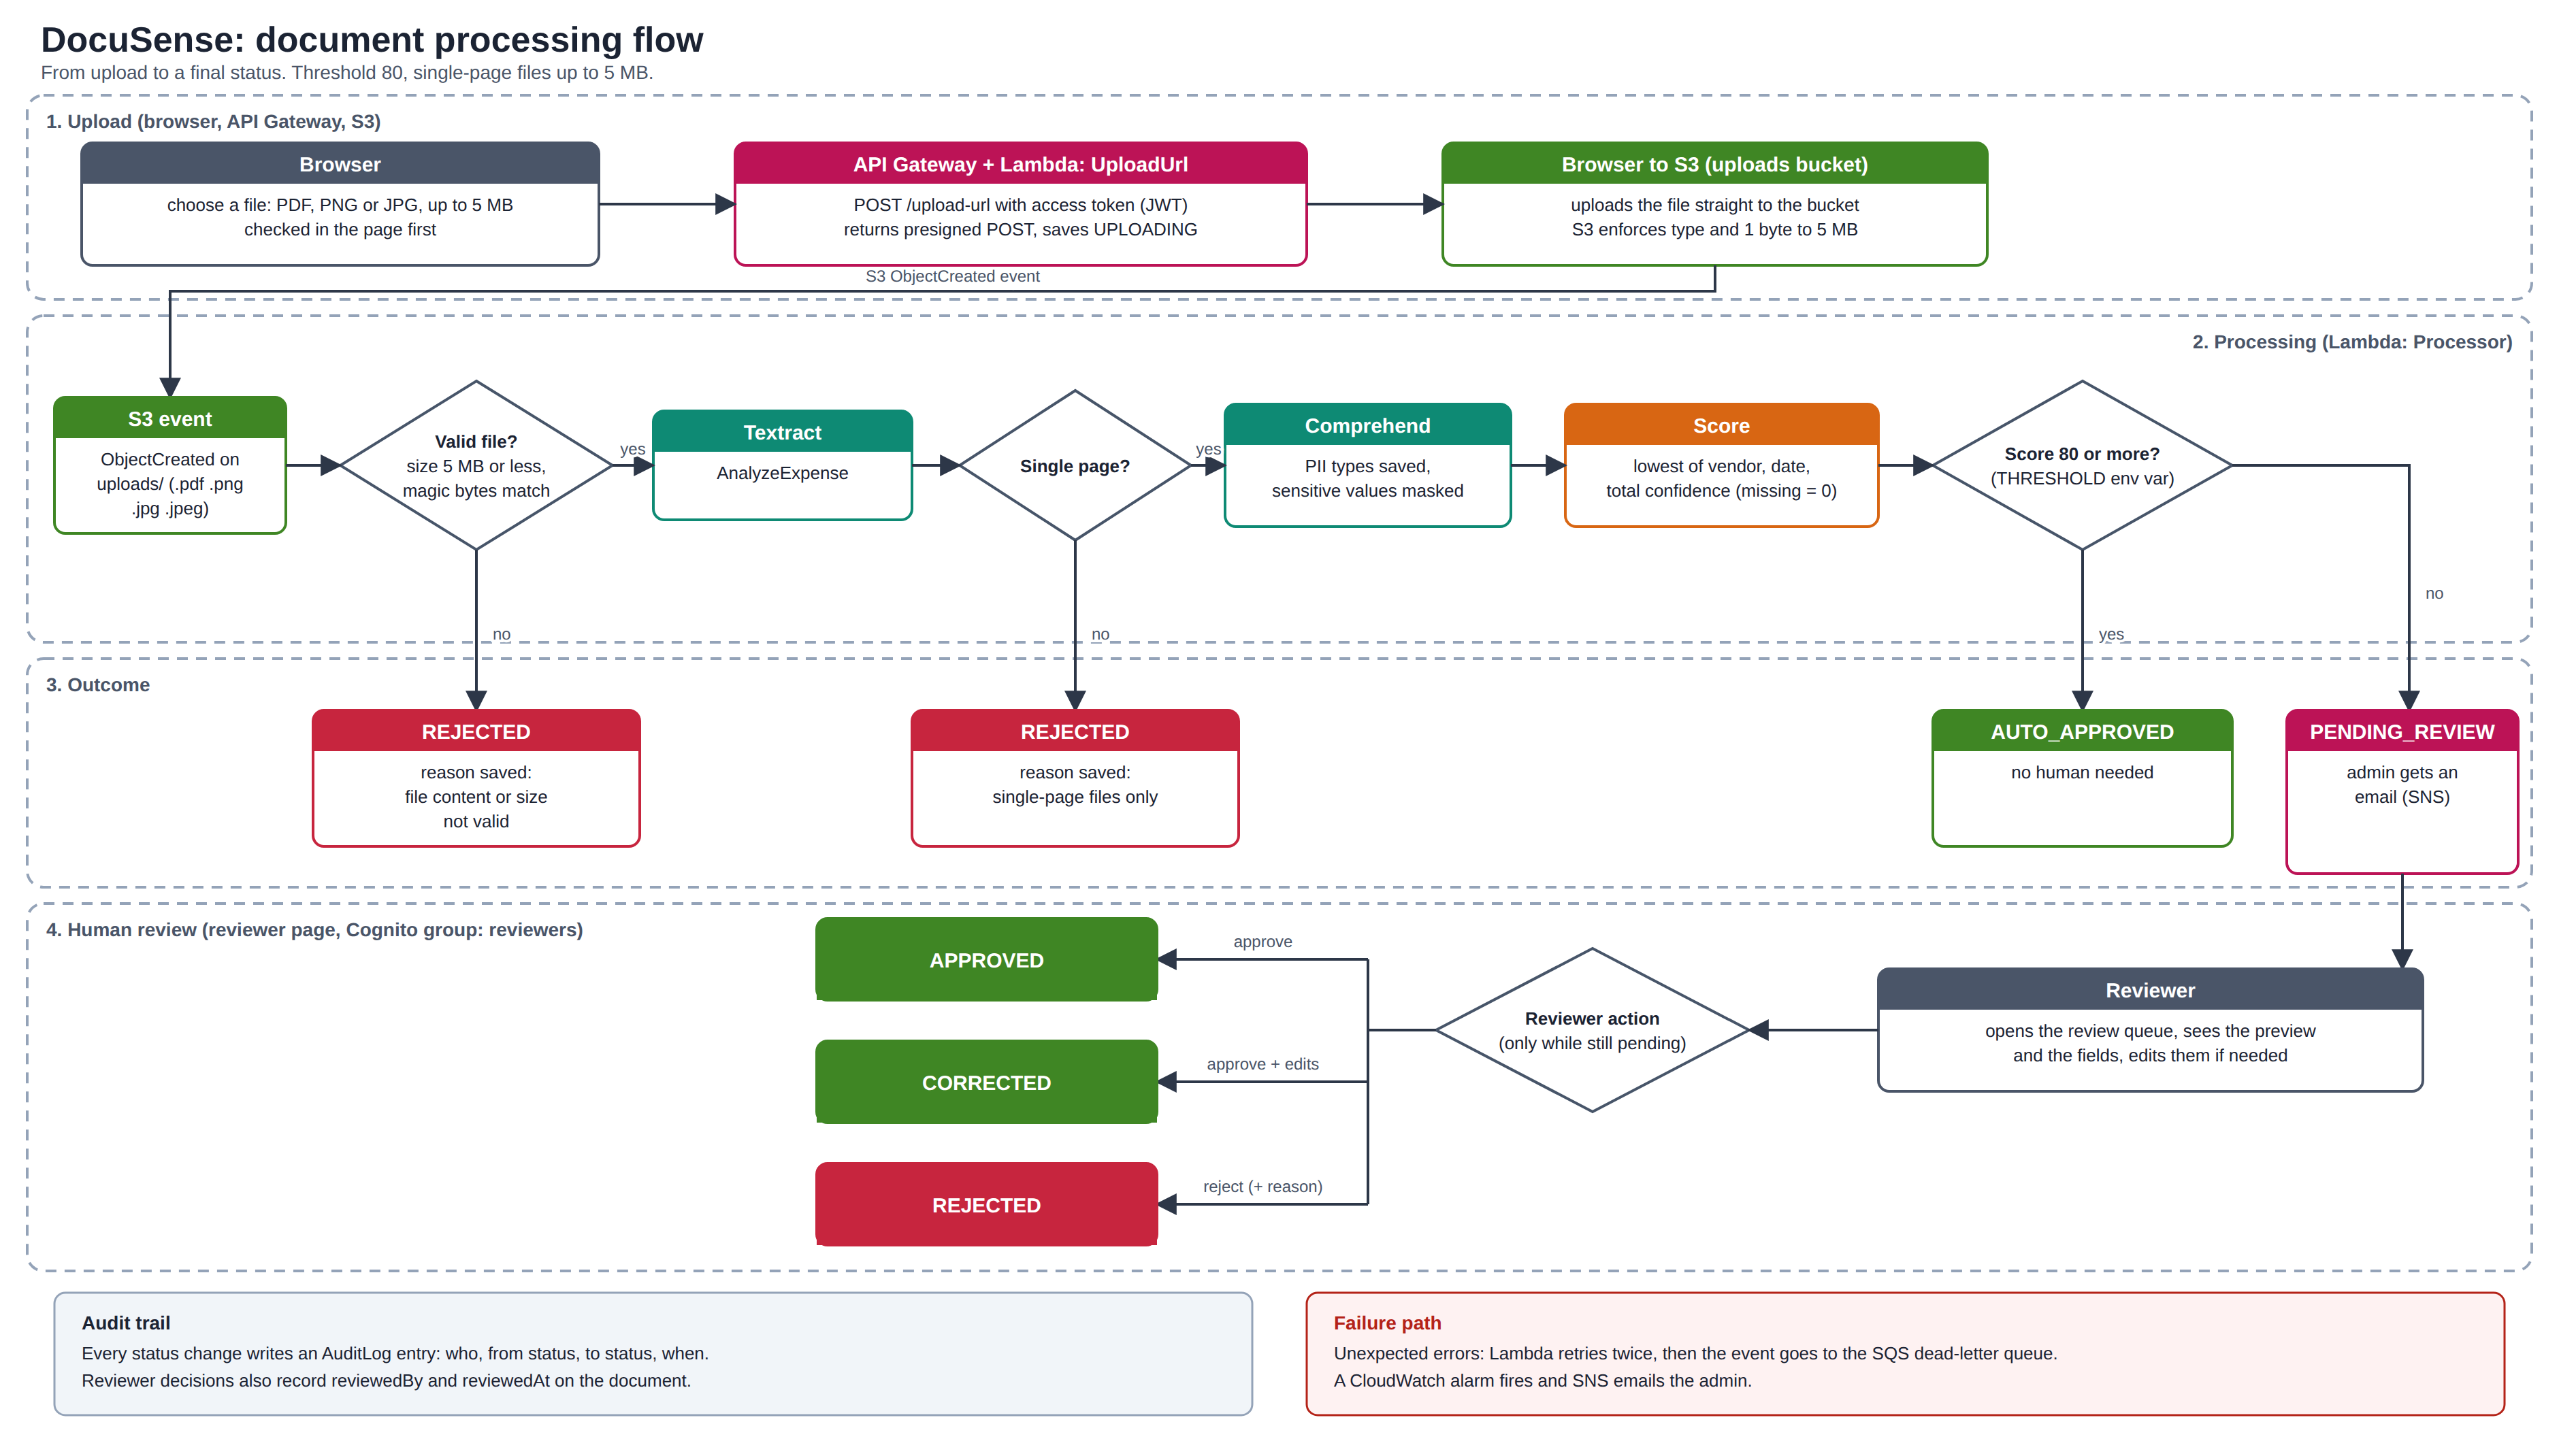 DocuSense: document processing flow
From upload to a final status. Threshold 80, single-page files up to 5 MB.
1. Upload (browser, API Gateway, S3)
Browser
choose a file: PDF, PNG or JPG, up to 5 MB
checked in the page first
API Gateway + Lambda: UploadUrl
POST /upload-url with access token (JWT)
returns presigned POST, saves UPLOADING
Browser to S3 (uploads bucket)
uploads the file straight to the bucket
S3 enforces type and 1 byte to 5 MB
S3 ObjectCreated event
2. Processing (Lambda: Processor)
S3 event
ObjectCreated on
uploads/ (.pdf .png
.jpg .jpeg)
Valid file?
size 5 MB or less,
magic bytes match
yes
Textract
AnalyzeExpense
Single page?
yes
Comprehend
PII types saved,
sensitive values masked
Score
lowest of vendor, date,
total confidence (missing = 0)
Score 80 or more?
(THRESHOLD env var)
no
no
no
yes
3. Outcome
REJECTED
reason saved:
file content or size
not valid
REJECTED
reason saved:
single-page files only
AUTO_APPROVED
no human needed
PENDING_REVIEW
admin gets an
email (SNS)
4. Human review (reviewer page, Cognito group: reviewers)
APPROVED
approve
CORRECTED
approve + edits
REJECTED
reject (+ reason)
Reviewer action
(only while still pending)
Reviewer
opens the review queue, sees the preview
and the fields, edits them if needed
Audit trail
Every status change writes an AuditLog entry: who, from status, to status, when.
Reviewer decisions also record reviewedBy and reviewedAt on the document.
Failure path
Unexpected errors: Lambda retries twice, then the event goes to the SQS dead-letter queue.
A CloudWatch alarm fires and SNS emails the admin.